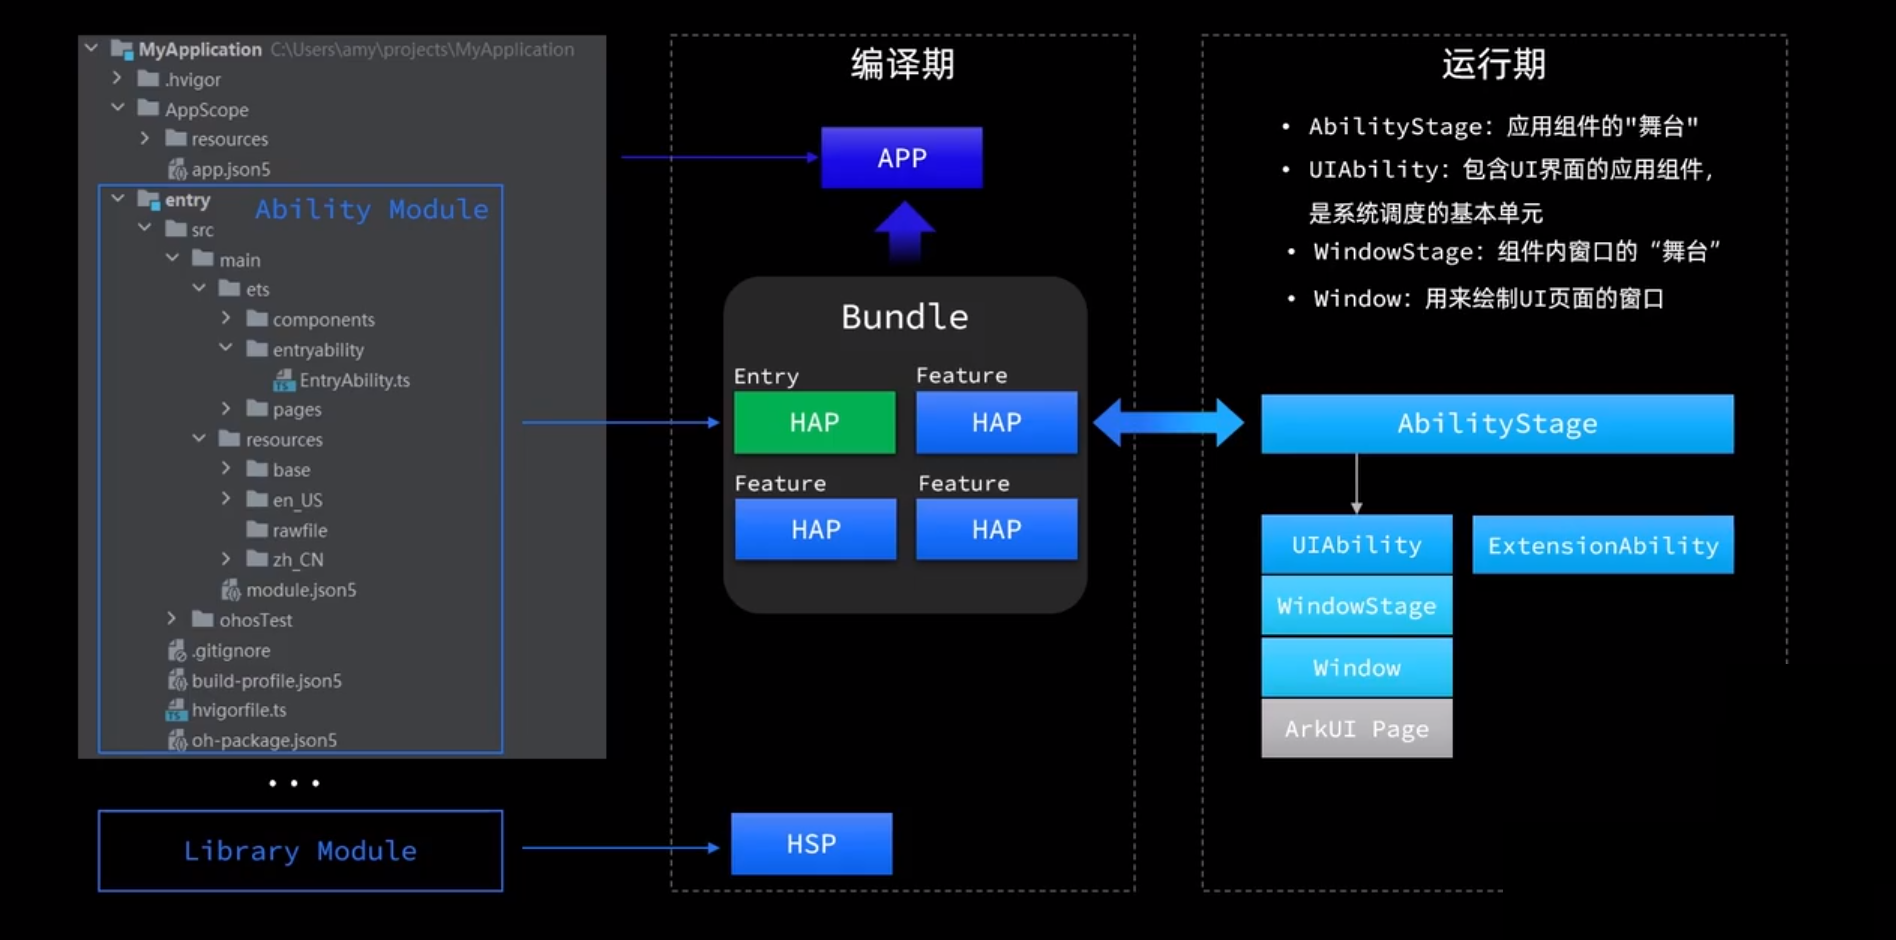 MyApplication C:\Users\amy\projects\MyApplication
.hvigor
AppScope
resources
app.json5
entry
Ability Module
src
main
ets
components
entryability
EntryAbility.ts
pages
resources
base
en_US
rawfile
zh_CN
module.json5
ohosTest
.gitignore
build-profile.json5
hvigorfile.ts
oh-package.json5
...
Library Module
编译期
APP
Bundle
Entry Feature
HAP HAP
Feature Feature
HAP HAP
HSP
运行期
• AbilityStage: 应用组件的"舞台"
• UIAbility: 包含UI界面的应用组件,
是系统调度的基本单元
• WindowStage: 组件内窗口的“舞台”
• Window: 用来绘制UI页面的窗口
AbilityStage
UIAbility ExtensionAbility
WindowStage
Window
ArkUI Page